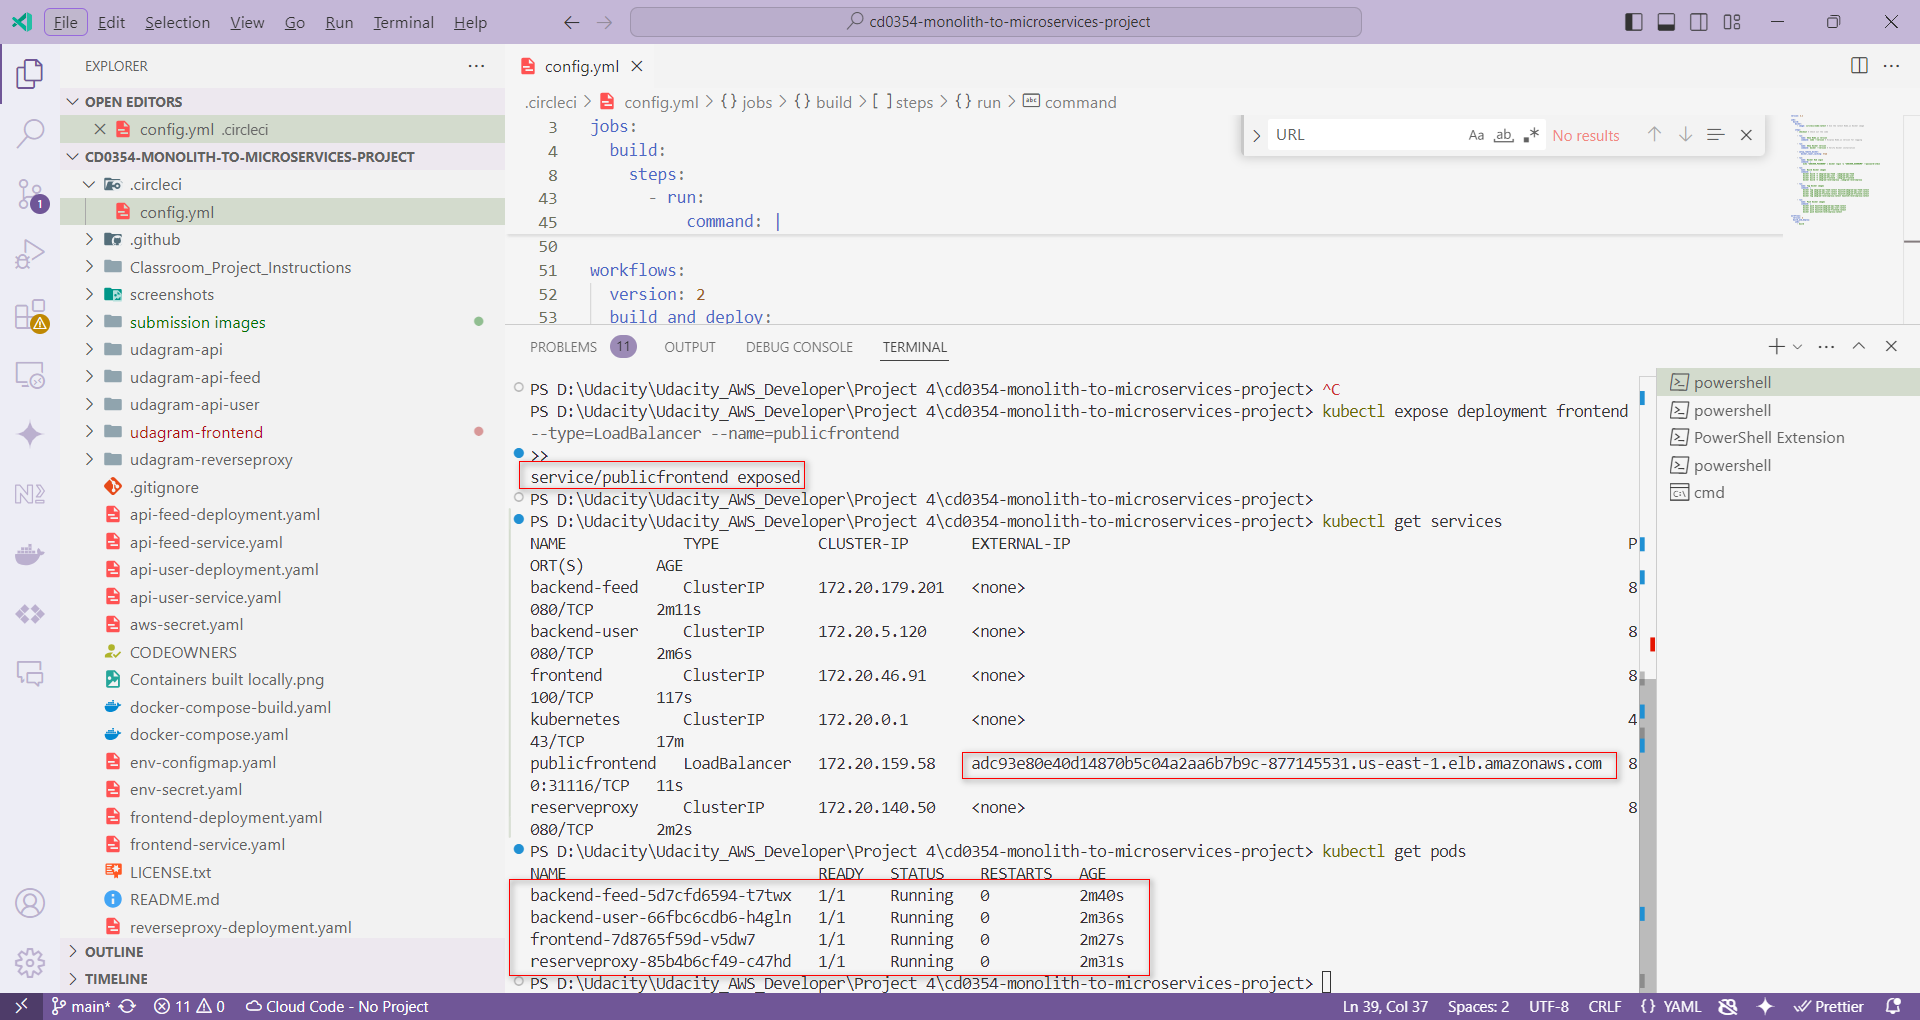 File Edit Selection View Go Run Terminal Help
cd0354-monolith-to-microservices-project
EXPLORER
OPEN EDITORS
config.yml .circleci
CD0354-MONOLITH-TO-MICROSERVICES-PROJECT
.circleci
config.yml
.github
Classroom_Project_Instructions
screenshots
submission images
udagram-api
udagram-api-feed
udagram-api-user
udagram-frontend
udagram-reverseproxy
.gitignore
api-feed-deployment.yaml
api-feed-service.yaml
api-user-deployment.yaml
api-user-service.yaml
aws-secret.yaml
CODEOWNERS
Containers built locally.png
docker-compose-build.yaml
docker-compose.yaml
env-configmap.yaml
env-secret.yaml
frontend-deployment.yaml
frontend-service.yaml
LICENSE.txt
README.md
reverseproxy-deployment.yaml
OUTLINE
TIMELINE
1
config.yml
.circleci > config.yml > {} jobs > {} build > [ ] steps > {} run > abc command
URL Aa ab .* No results
3 jobs:
4 build:
8 steps:
43 - run:
45 command: |
50
51 workflows:
52 version: 2
53 build and deploy:
PROBLEMS 11 OUTPUT DEBUG CONSOLE TERMINAL
PS D:\Udacity\Udacity_AWS_Developer\Project 4\cd0354-monolith-to-microservices-project> ^C
PS D:\Udacity\Udacity_AWS_Developer\Project 4\cd0354-monolith-to-microservices-project> kubectl expose deployment frontend
--type=LoadBalancer --name=publicfrontend
>>
service/publicfrontend exposed
PS D:\Udacity\Udacity_AWS_Developer\Project 4\cd0354-monolith-to-microservices-project>
PS D:\Udacity\Udacity_AWS_Developer\Project 4\cd0354-monolith-to-microservices-project> kubectl get services
NAME TYPE CLUSTER-IP EXTERNAL-IP P
ORT(S) AGE
backend-feed ClusterIP 172.20.179.201 <none> 8
080/TCP 2m11s
backend-user ClusterIP 172.20.5.120 <none> 8
080/TCP 2m6s
frontend ClusterIP 172.20.46.91 <none> 8
100/TCP 117s
kubernetes ClusterIP 172.20.0.1 <none> 4
43/TCP 17m
publicfrontend LoadBalancer 172.20.159.58 adc93e80e40d14870b5c04a2aa6b7b9c-877145531.us-east-1.elb.amazonaws.com 8
0:31116/TCP 11s
reserveproxy ClusterIP 172.20.140.50 <none> 8
080/TCP 2m2s
PS D:\Udacity\Udacity_AWS_Developer\Project 4\cd0354-monolith-to-microservices-project> kubectl get pods
NAME READY STATUS RESTARTS AGE
backend-feed-5d7cfd6594-t7twx 1/1 Running 0 2m40s
backend-user-66fbc6cdb6-h4gln 1/1 Running 0 2m36s
frontend-7d8765f59d-v5dw7 1/1 Running 0 2m27s
reserveproxy-85b4b6cf49-c47hd 1/1 Running 0 2m31s
PS D:\Udacity\Udacity_AWS_Developer\Project 4\cd0354-monolith-to-microservices-project>
powershell
powershell
PowerShell Extension
powershell
cmd
main* 11 0 Cloud Code - No Project
Ln 39, Col 37 Spaces: 2 UTF-8 CRLF {} YAML Prettier